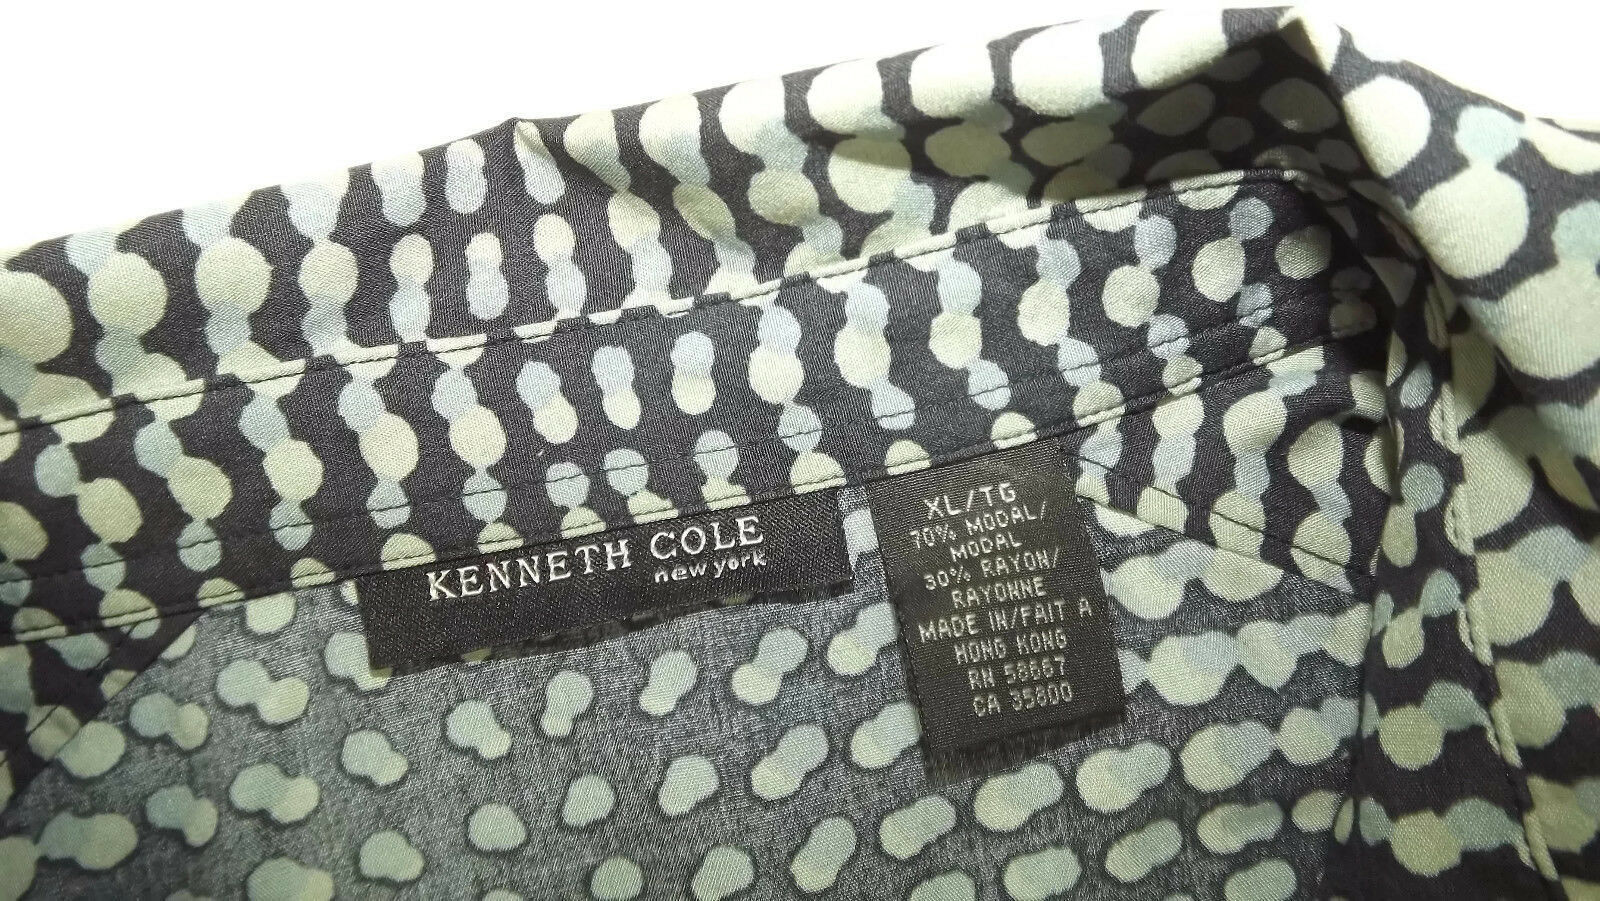 KENNETH COLE
new york
XL/TG
70% MODAL/
MODAL
30% RAYON/
RAYONNE
MADE IN/FAIT A
HONG KONG
RN 58667
CA 35600